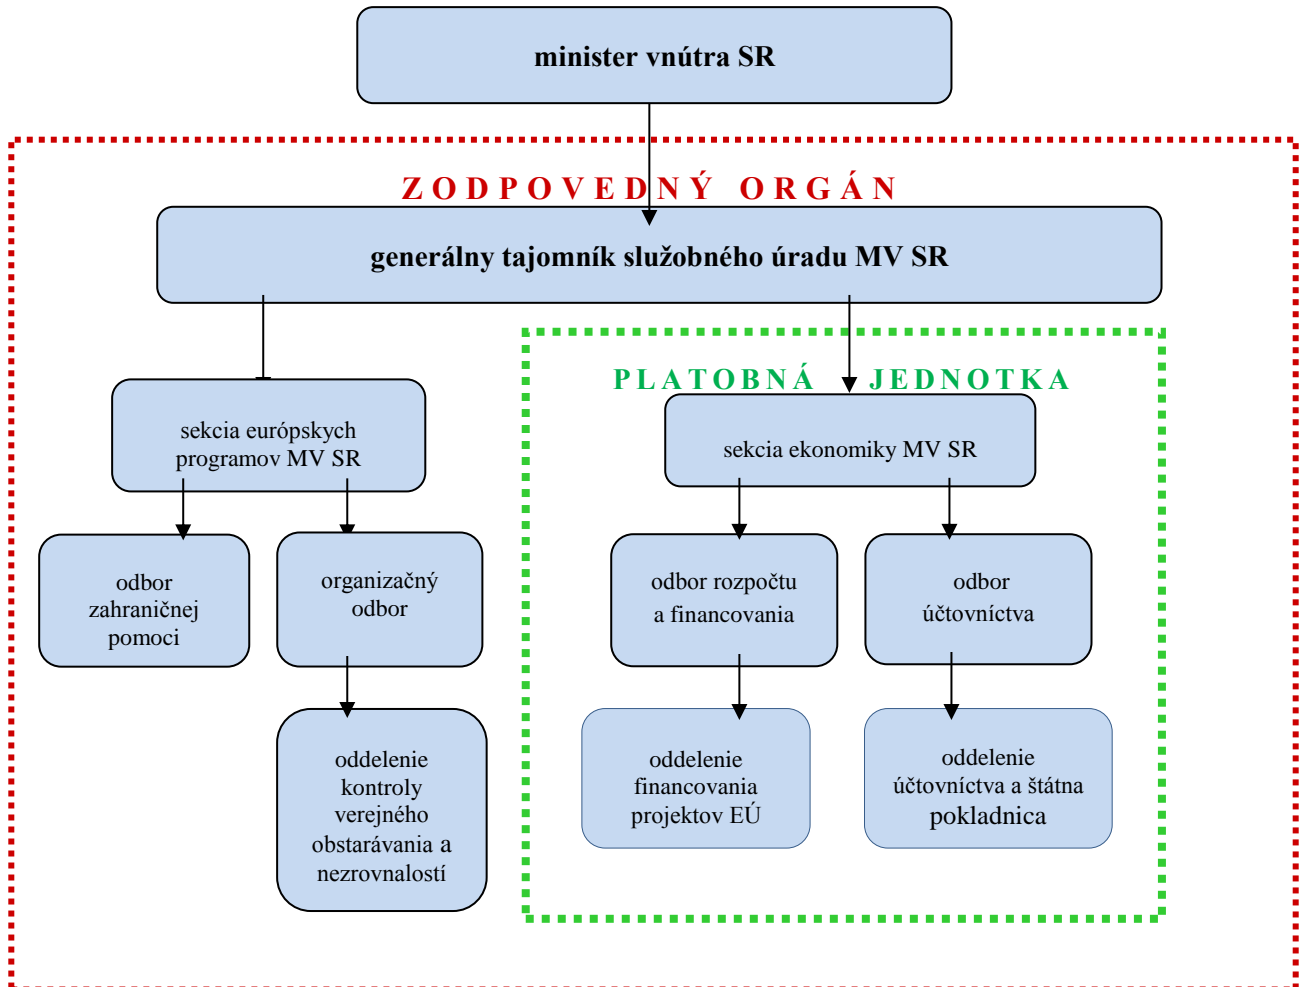 minister vnútra SR
ZODPOVEDNÝ ORGÁN
generálny tajomník služobného úradu MV SR
sekcia európskych
programov MV SR
PLATOBNÁ JEDNOTKA
sekcia ekonomiky MV SR
odbor
zahraničnej
pomoci
organizačný
odbor
odbor rozpočtu
a financovania
odbor
účtovníctva
oddelenie
kontroly
verejného
obstarávania a
nezrovnalostí
oddelenie
financovania
projektov EÚ
oddelenie
účtovníctva a štátna
pokladnica